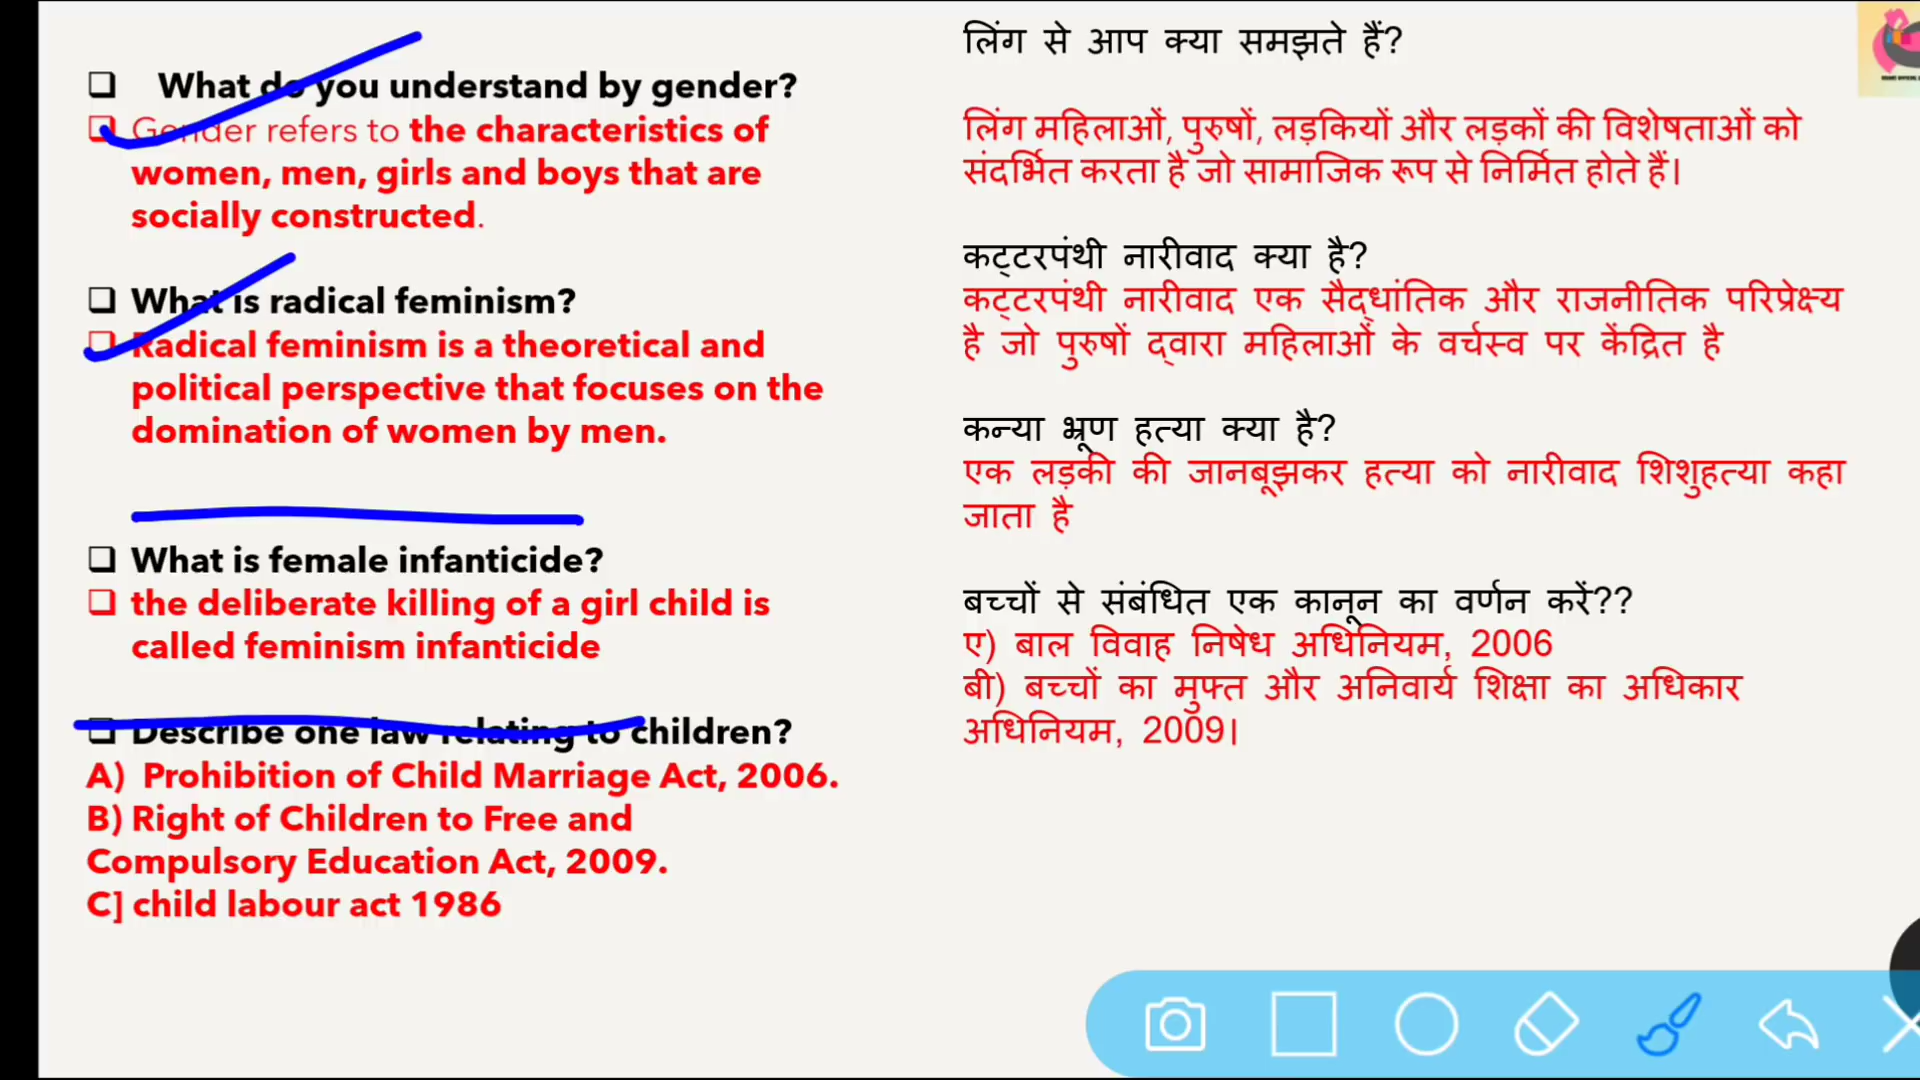 What do you understand by gender?
Gender refers to the characteristics of
women, men, girls and boys that are
socially constructed.
What is radical feminism?
Radical feminism is a theoretical and
political perspective that focuses on the
domination of women by men.
What is female infanticide?
the deliberate killing of a girl child is
called feminism infanticide
Describe one law relating to children?
A) Prohibition of Child Marriage Act, 2006.
B) Right of Children to Free and
Compulsory Education Act, 2009.
C] child labour act 1986
लिंग से आप क्या समझते हैं?
लिंग महिलाओं, पुरुषों, लड़कियों और लड़कों की विशेषताओं को
संदर्भित करता है जो सामाजिक रूप से निर्मित होते हैं।
कट्टरपंथी नारीवाद क्या है?
कट्टरपंथी नारीवाद एक सैद्धांतिक और राजनीतिक परिप्रेक्ष्य
है जो पुरुषों द्वारा महिलाओं के वर्चस्व पर केंद्रित है
कन्या भ्रूण हत्या क्या है?
एक लड़की की जानबूझकर हत्या को नारीवाद शिशुहत्या कहा
जाता है
बच्चों से संबंधित एक कानून का वर्णन करें??
ए) बाल विवाह निषेध अधिनियम, 2006
बी) बच्चों का मुफ्त और अनिवार्य शिक्षा का अधिकार
अधिनियम, 2009।